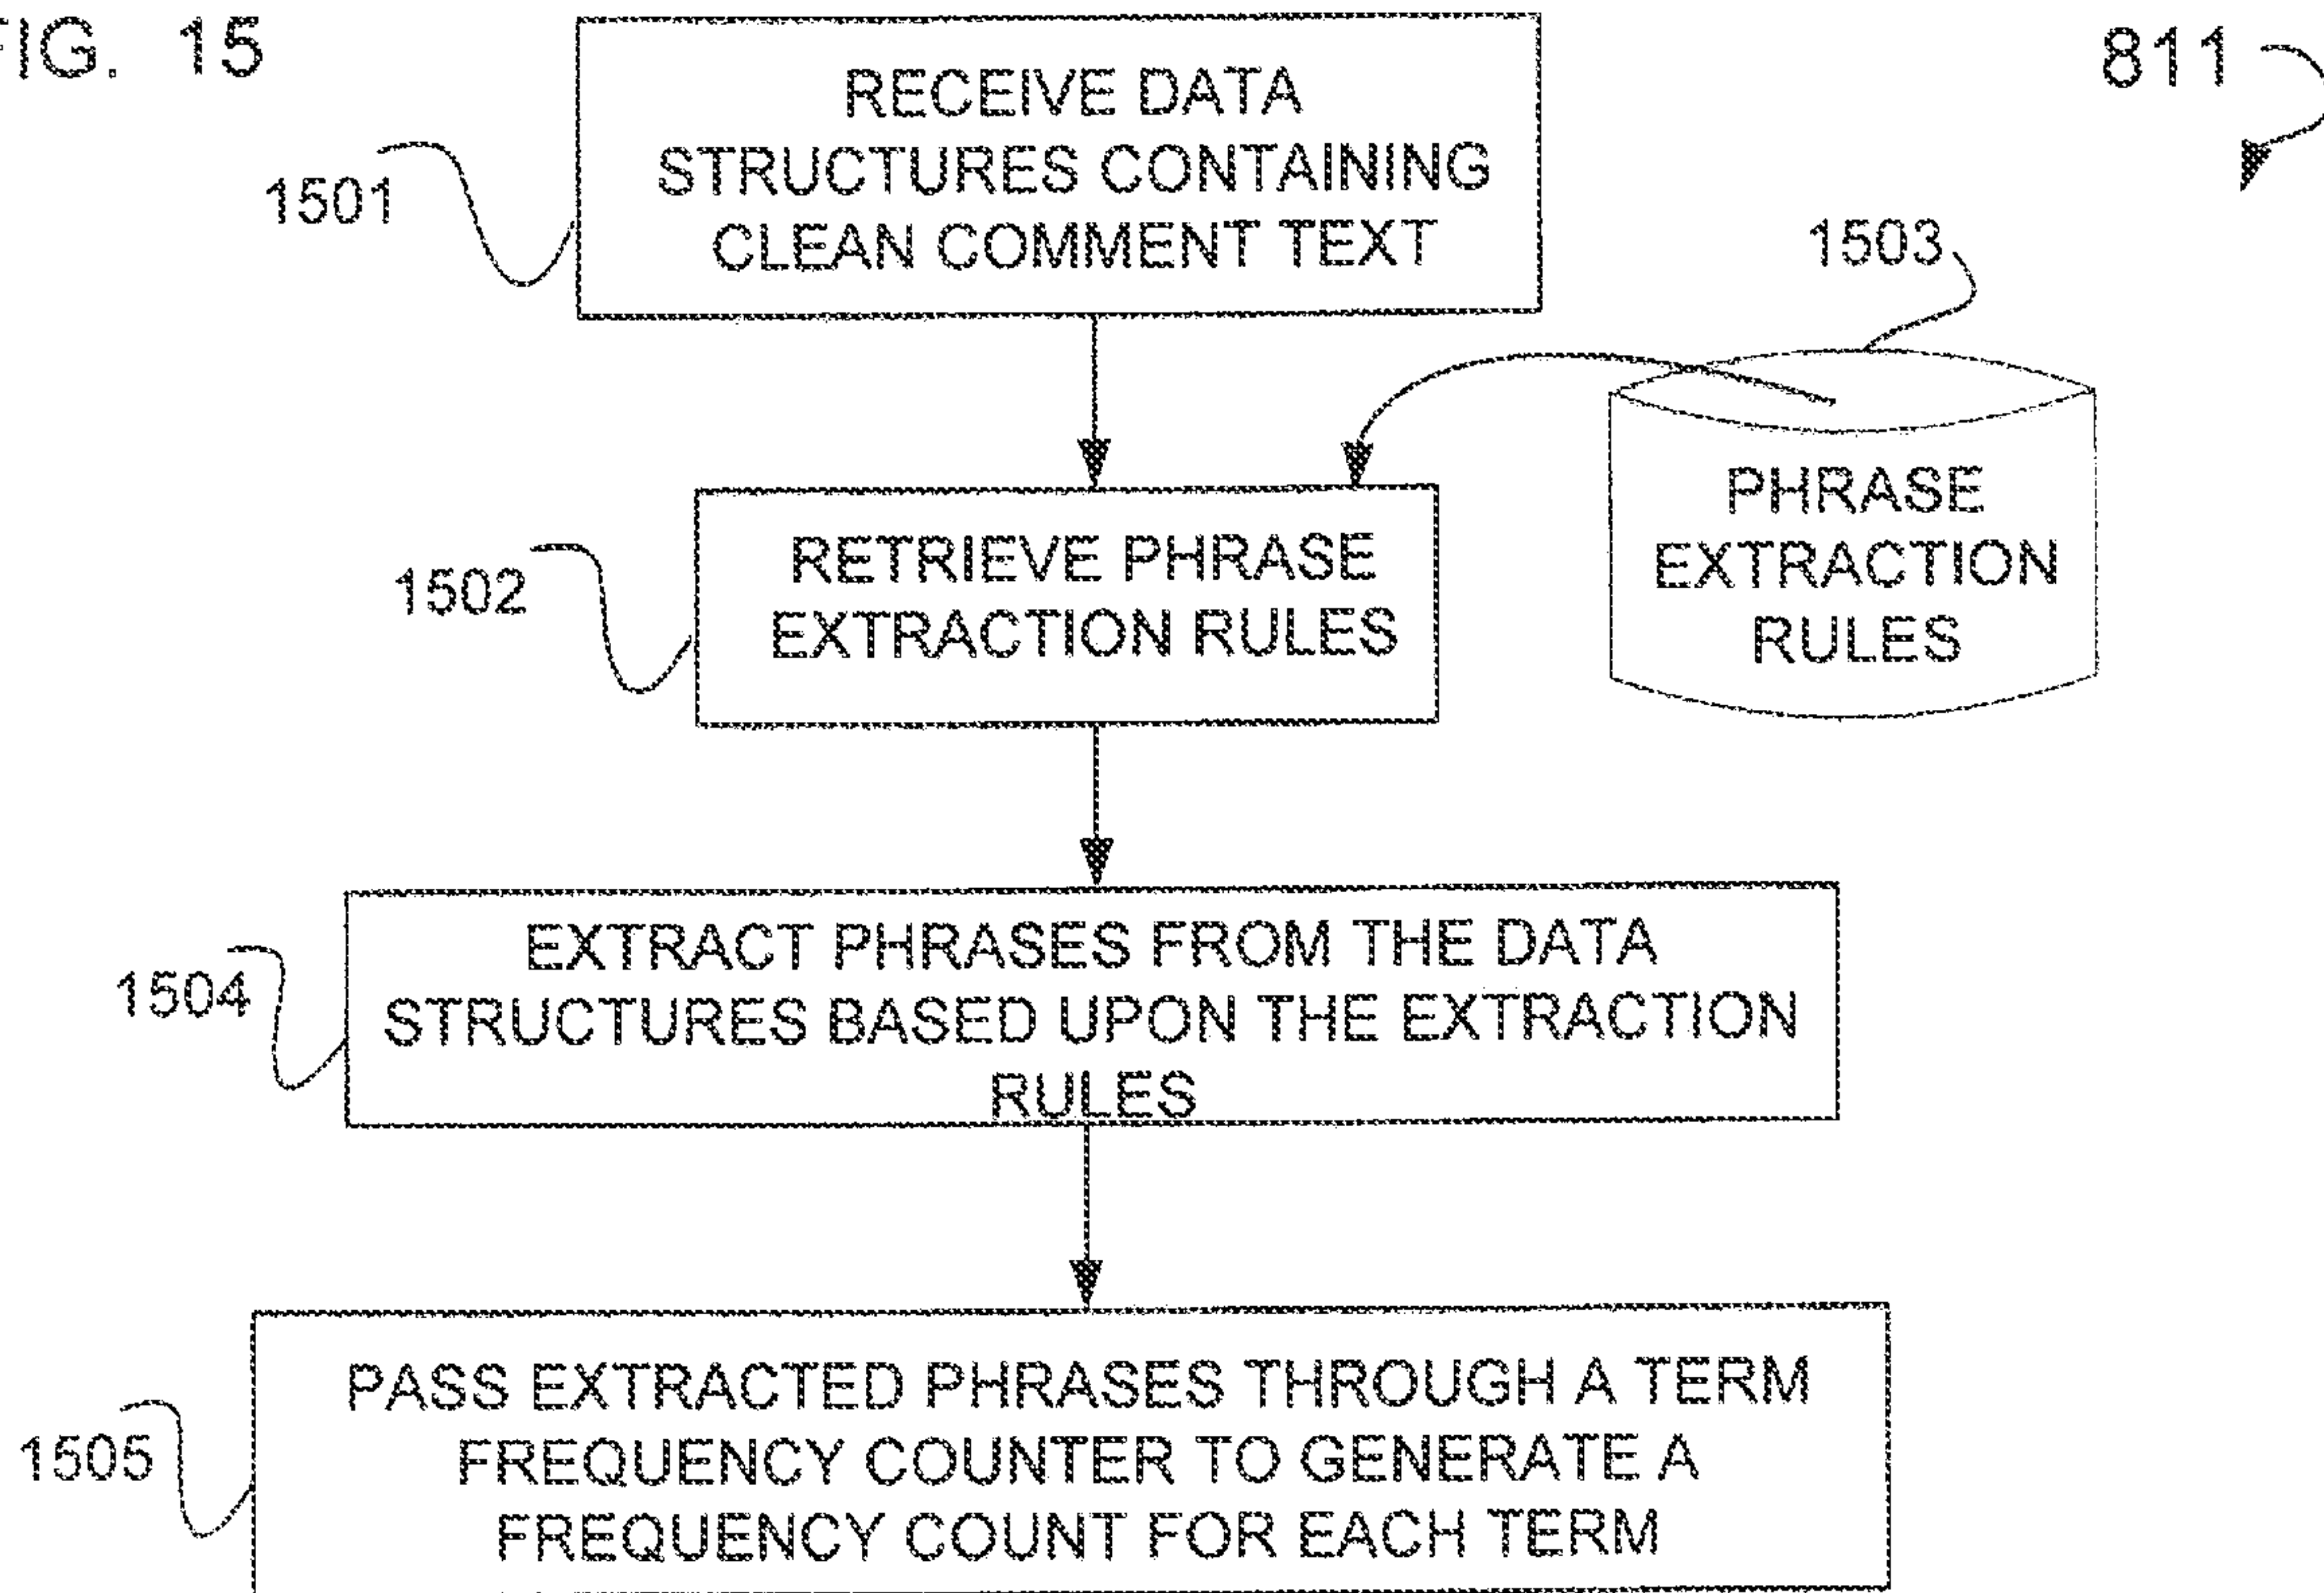 FIG. 15
811
RECEIVE DATA
STRUCTURES CONTAINING
CLEAN COMMENT TEXT
1501
1503
RETRIEVE PHRASE
EXTRACTION RULES
1502
PHRASE
EXTRACTION
RULES
EXTRACT PHRASES FROM THE DATA
STRUCTURES BASED UPON THE EXTRACTION
RULES
1504
PASS EXTRACTED PHRASES THROUGH A TERM
FREQUENCY COUNTER TO GENERATE A
FREQUENCY COUNT FOR EACH TERM
1505